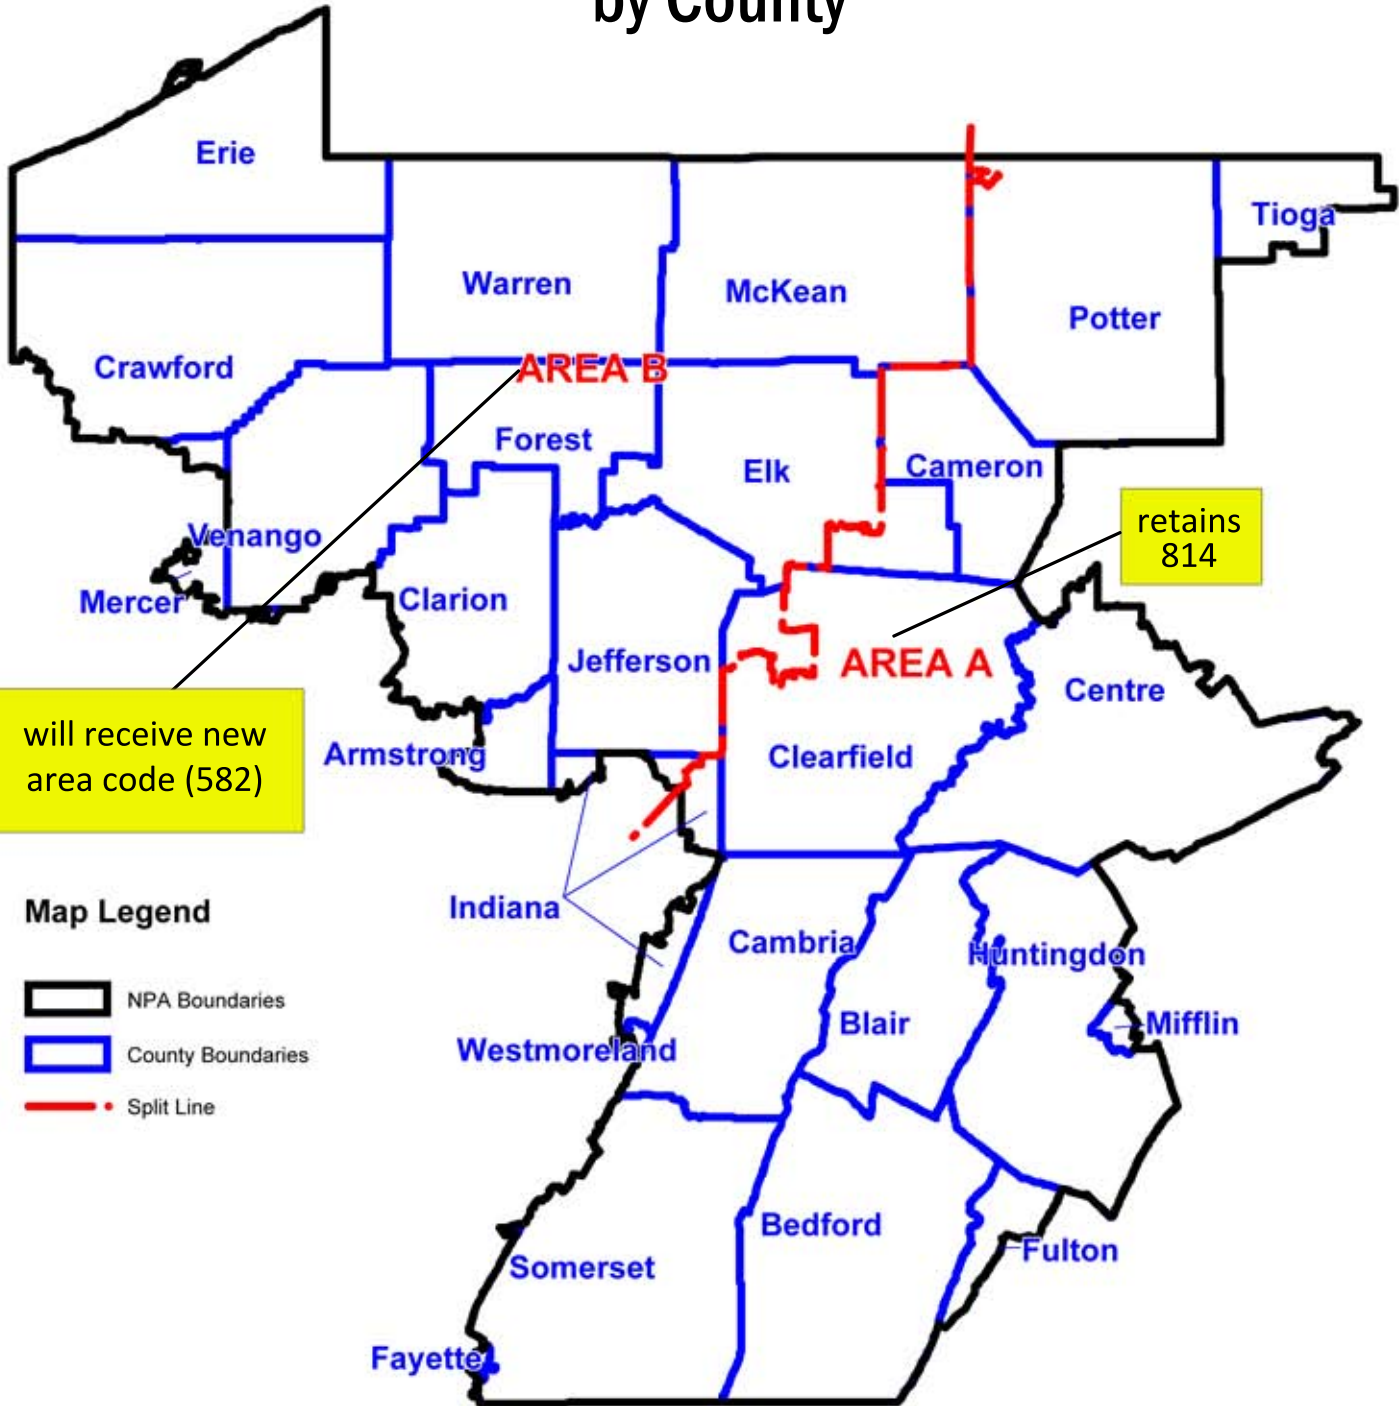 by County
Erie
Tioga
Warren
McKean
Potter
Crawford
AREA B
Forest
Elk
Cameron
retains
814
Venango
Mercer
Clarion
Jefferson
AREA A
Centre
will receive new
area code (582)
Armstrong
Clearfield
Indiana
Map Legend
Cambria
Huntingdon
NPA Boundaries
Blair
Mifflin
County Boundaries
Westmoreland
Split Line
Bedford
Fulton
Somerset
Fayette